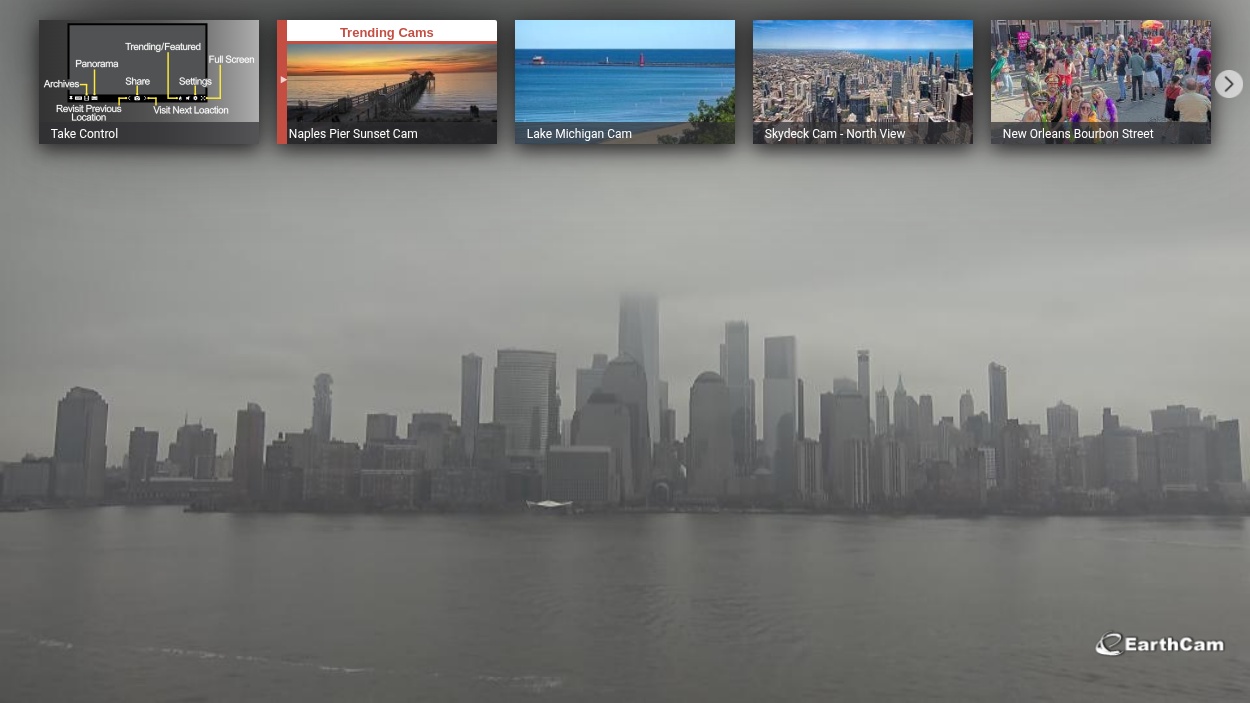 Trending/Featured
Full Screen
Panorama
Share
Settings
Archives
Revisit Previous
Location
Visit Next Loaction
Take Control
Trending Cams
Naples Pier Sunset Cam
Lake Michigan Cam
Skydeck Cam - North View
New Orleans Bourbon Street
EarthCam